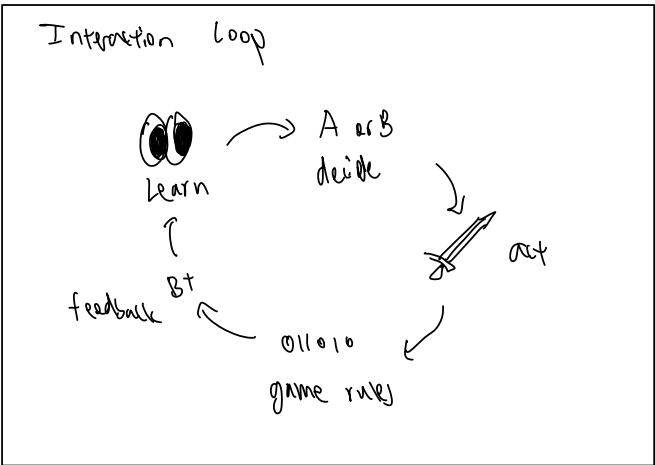 Interaction Loop
A or B
decide
Learn
act
B+
feedback
011010
game rules